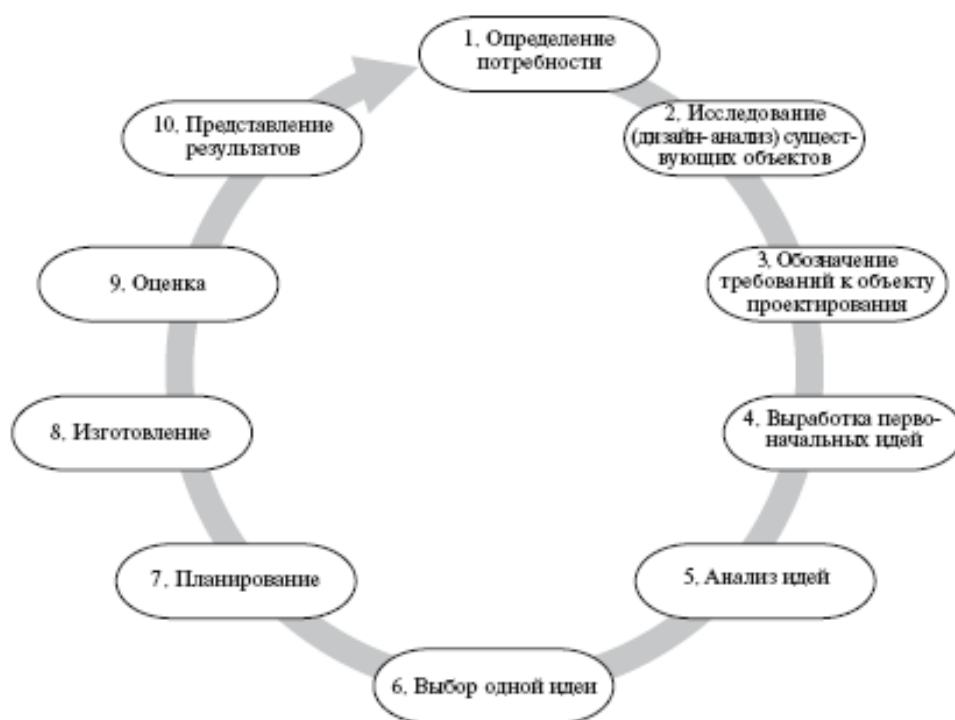 1. Определение
потребности
2. Исследование
(дизайн-анализ) сущест-
вующих объектов
3. Обозначение
требований к объекту
проектирования
4. Выработка перво-
начальных идей
5. Анализ идей
6. Выбор одной идеи
7. Планирование
8. Изготовление
9. Оценка
10. Представление
результатов